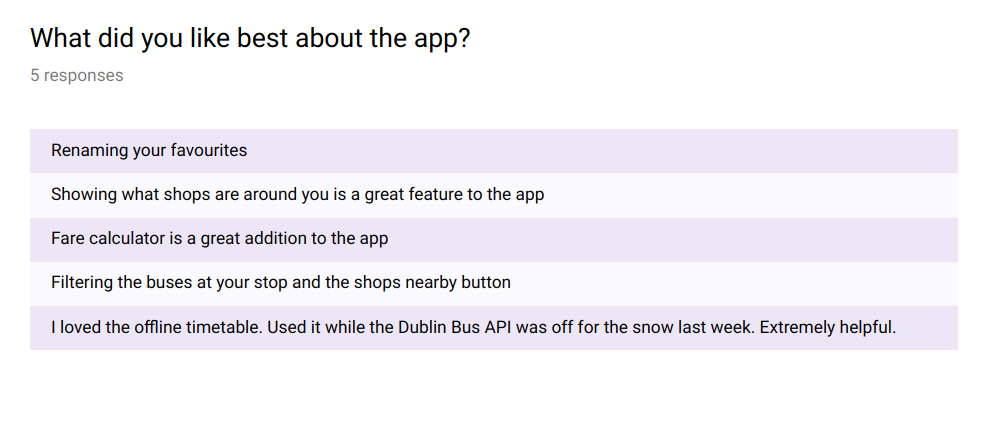 What did you like best about the app?
5 responses
Renaming your favourites
Showing what shops are around you is a great feature to the app
Fare calculator is a great addition to the app
Filtering the buses at your stop and the shops nearby button
I loved the offline timetable. Used it while the Dublin Bus API was off for the snow last week. Extremely helpful.